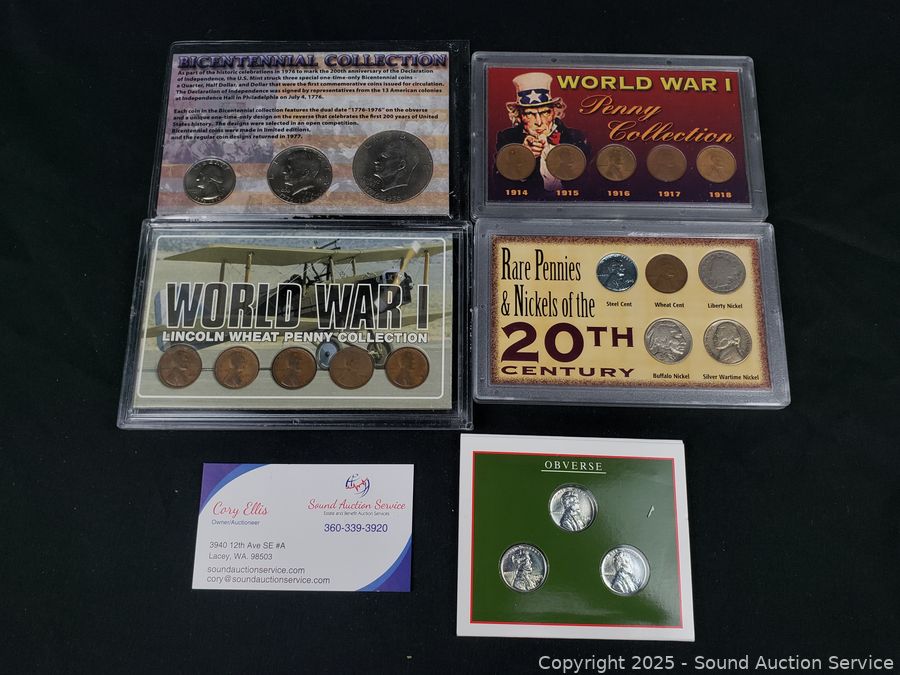 BICENTENNIAL COLLECTION
As part of the historic celebrations in 1976 to mark the 200th anniversary of the Declaration
of Independence, the U.S. Mint struck three special one-time-only Bicentennial coins -
a Quarter, Half Dollar, and Dollar that were the first commemorative coins issued for circulation.
The Declaration of Independence was signed by representatives from the 13 American colonies
at Independence Hall in Philadelphia on July 4, 1776.
Each coin in the Bicentennial collection features the dual date "1776-1976" on the obverse
and a unique one-time-only design on the reverse that celebrates the first 200 years of United
States history. The designs were selected in an open competition.
Bicentennial coins were made in limited editions,
and the regular coin designs returned in 1977.
WORLD WAR I
Penny
Collection
1914 1915 1916 1917 1918
WORLD WAR I
LINCOLN WHEAT PENNY COLLECTION
Rare Pennies
& Nickels of the
20TH
CENTURY
Steel Cent Wheat Cent Liberty Nickel
Buffalo Nickel Silver Wartime Nickel
Cory Ellis
Owner/Auctioneer
Sound Auction Service
Estate and Benefit Auction Services
360-339-3920
3940 12th Ave SE #A
Lacey, WA. 98503
soundauctionservice.com
cory@soundauctionservice.com
OBVERSE
Copyright 2025 - Sound Auction Service